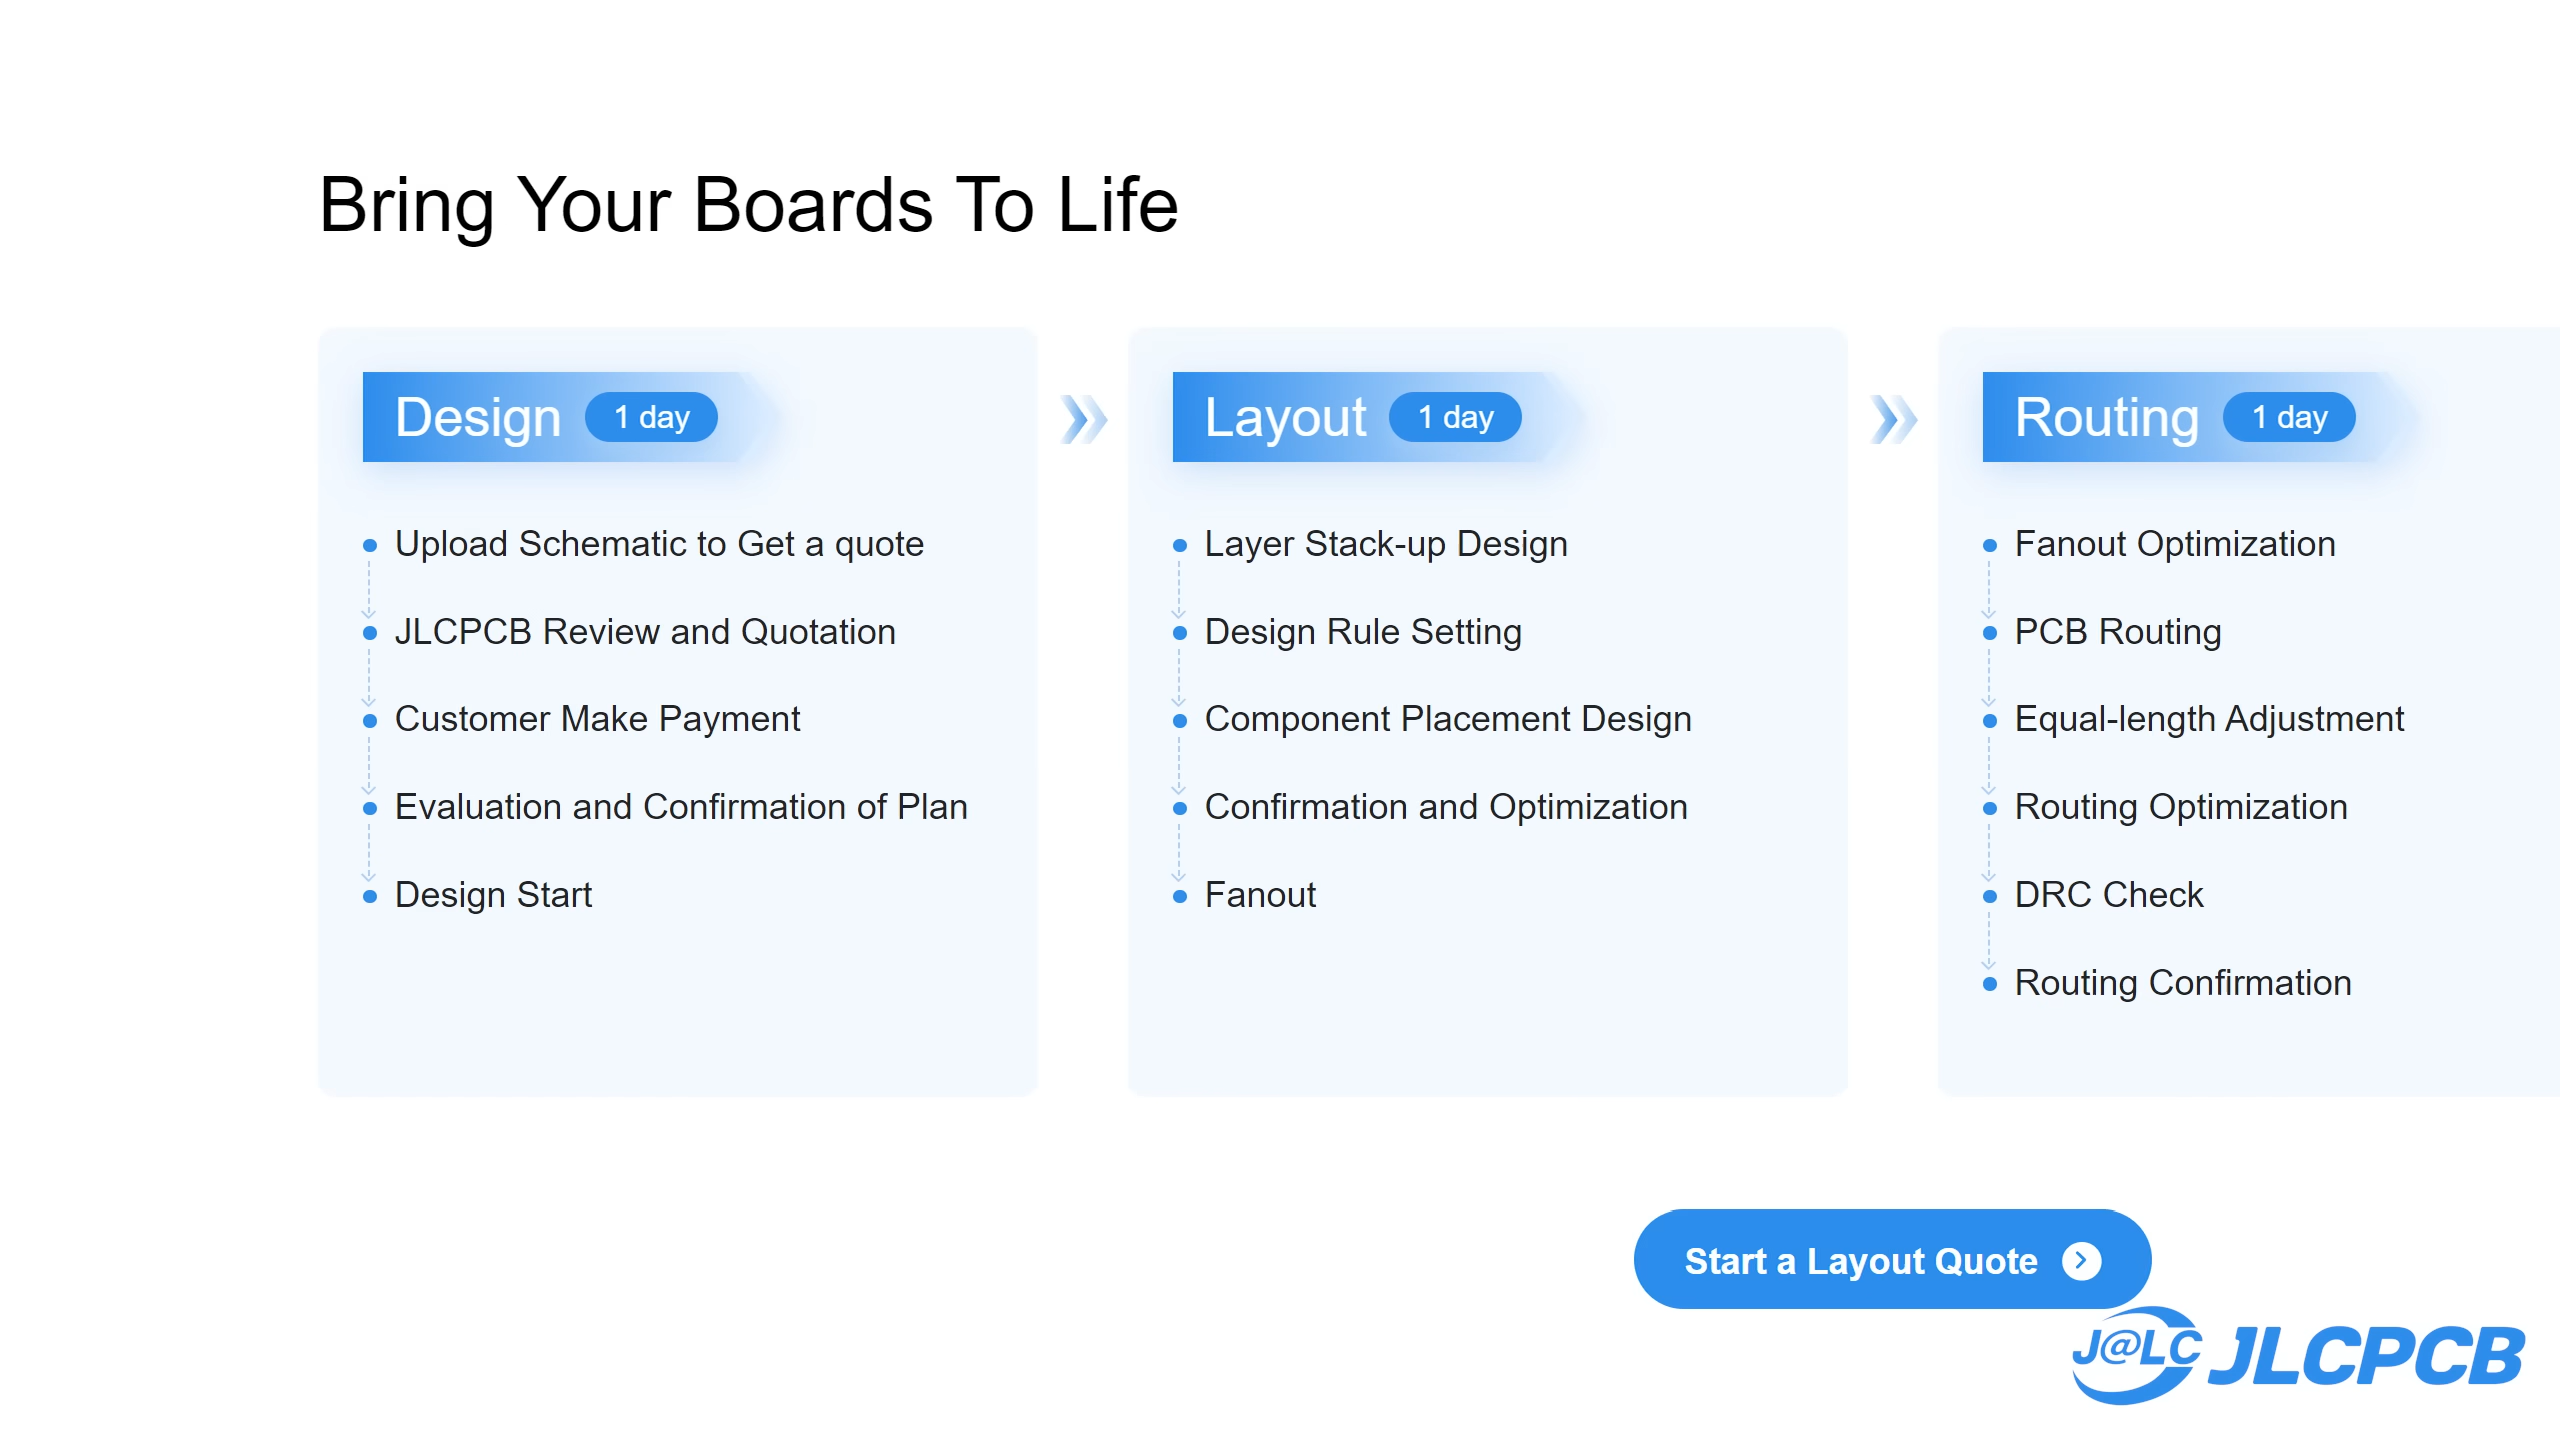 Bring Your Boards To Life
Design 1 day
Upload Schematic to Get a quote
JLCPCB Review and Quotation
Customer Make Payment
Evaluation and Confirmation of Plan
Design Start
Layout 1 day
Layer Stack-up Design
Design Rule Setting
Component Placement Design
Confirmation and Optimization
Fanout
Routing 1 day
Fanout Optimization
PCB Routing
Equal-length Adjustment
Routing Optimization
DRC Check
Routing Confirmation
Start a Layout Quote
J@LC JLCPCB